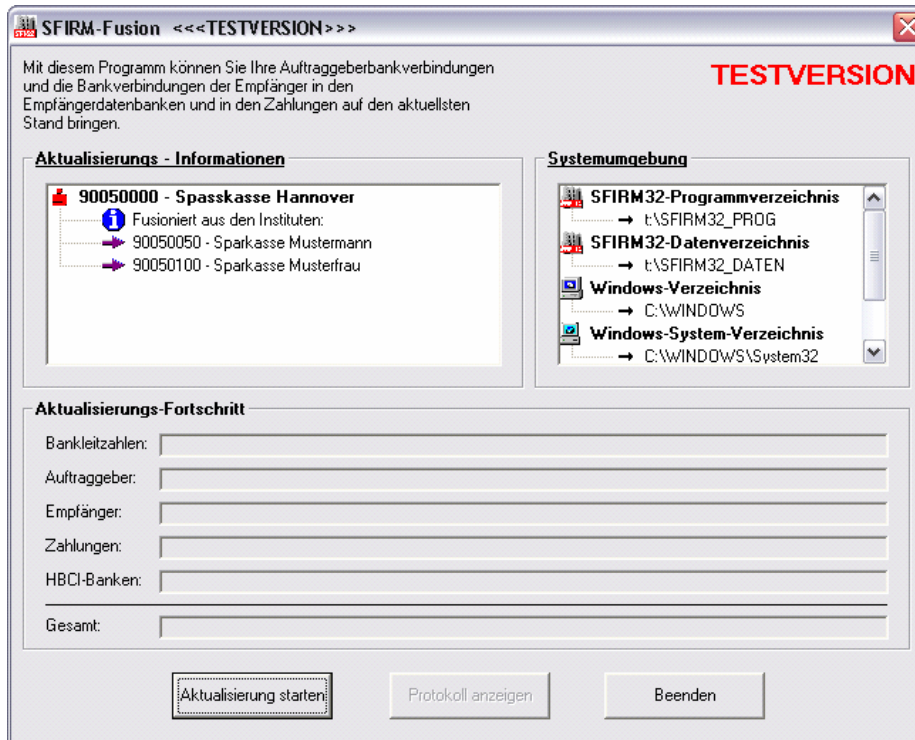 SFIRM-Fusion <<<TESTVERSION>>>
Mit diesem Programm können Sie Ihre Auftraggeberbankverbindungen
und die Bankverbindungen der Empfänger in den
Empfängerdatenbanken und in den Zahlungen auf den aktuellsten
Stand bringen.
TESTVERSION
Aktualisierungs - Informationen
90050000 - Spasskasse Hannover
Fusioniert aus den Instituten:
90050050 - Sparkasse Mustermann
90050100 - Sparkasse Musterfrau
Systemumgebung
SFIRM32-Programmverzeichnis
t:\SFIRM32_PROG
SFIRM32-Datenverzeichnis
t:\SFIRM32_DATEN
Windows-Verzeichnis
C:\WINDOWS
Windows-System-Verzeichnis
C:\WINDOWS\System32
Aktualisierungs-Fortschritt
Bankleitzahlen:
Auftraggeber:
Empfänger:
Zahlungen:
HBCI-Banken:
Gesamt:
Aktualisierung starten
Protokoll anzeigen
Beenden